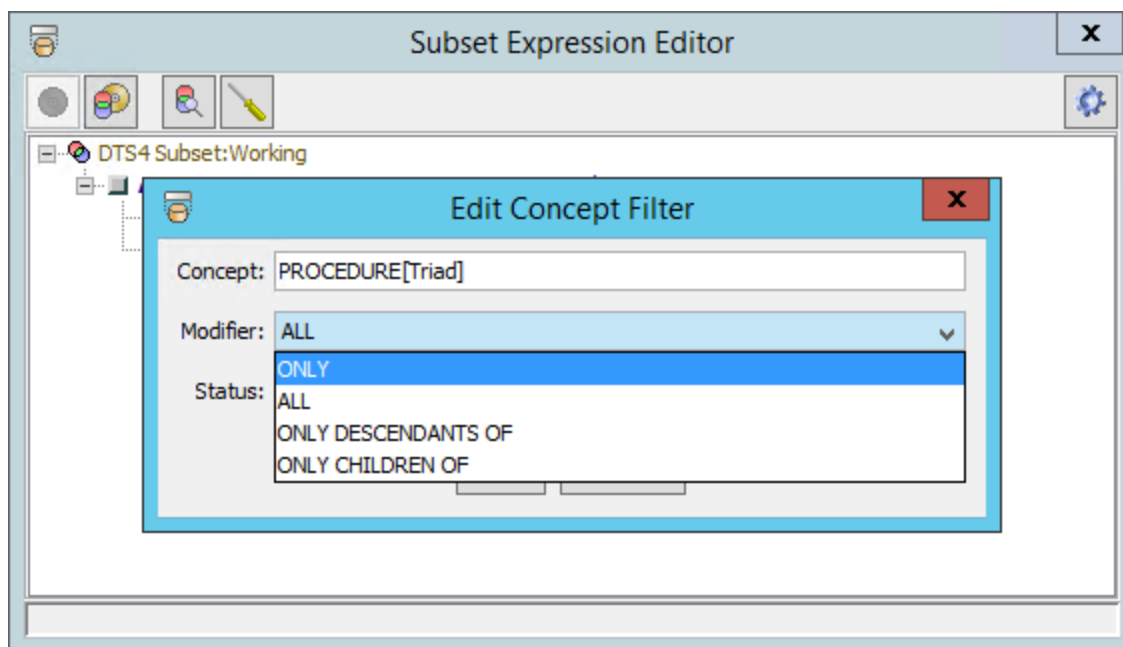 Subset Expression Editor
x
DTS4 Subset:Working
Edit Concept Filter
x
Concept: PROCEDURE[Triad]
Modifier: ALL
ONLY
Status:
ALL
ONLY DESCENDANTS OF
ONLY CHILDREN OF